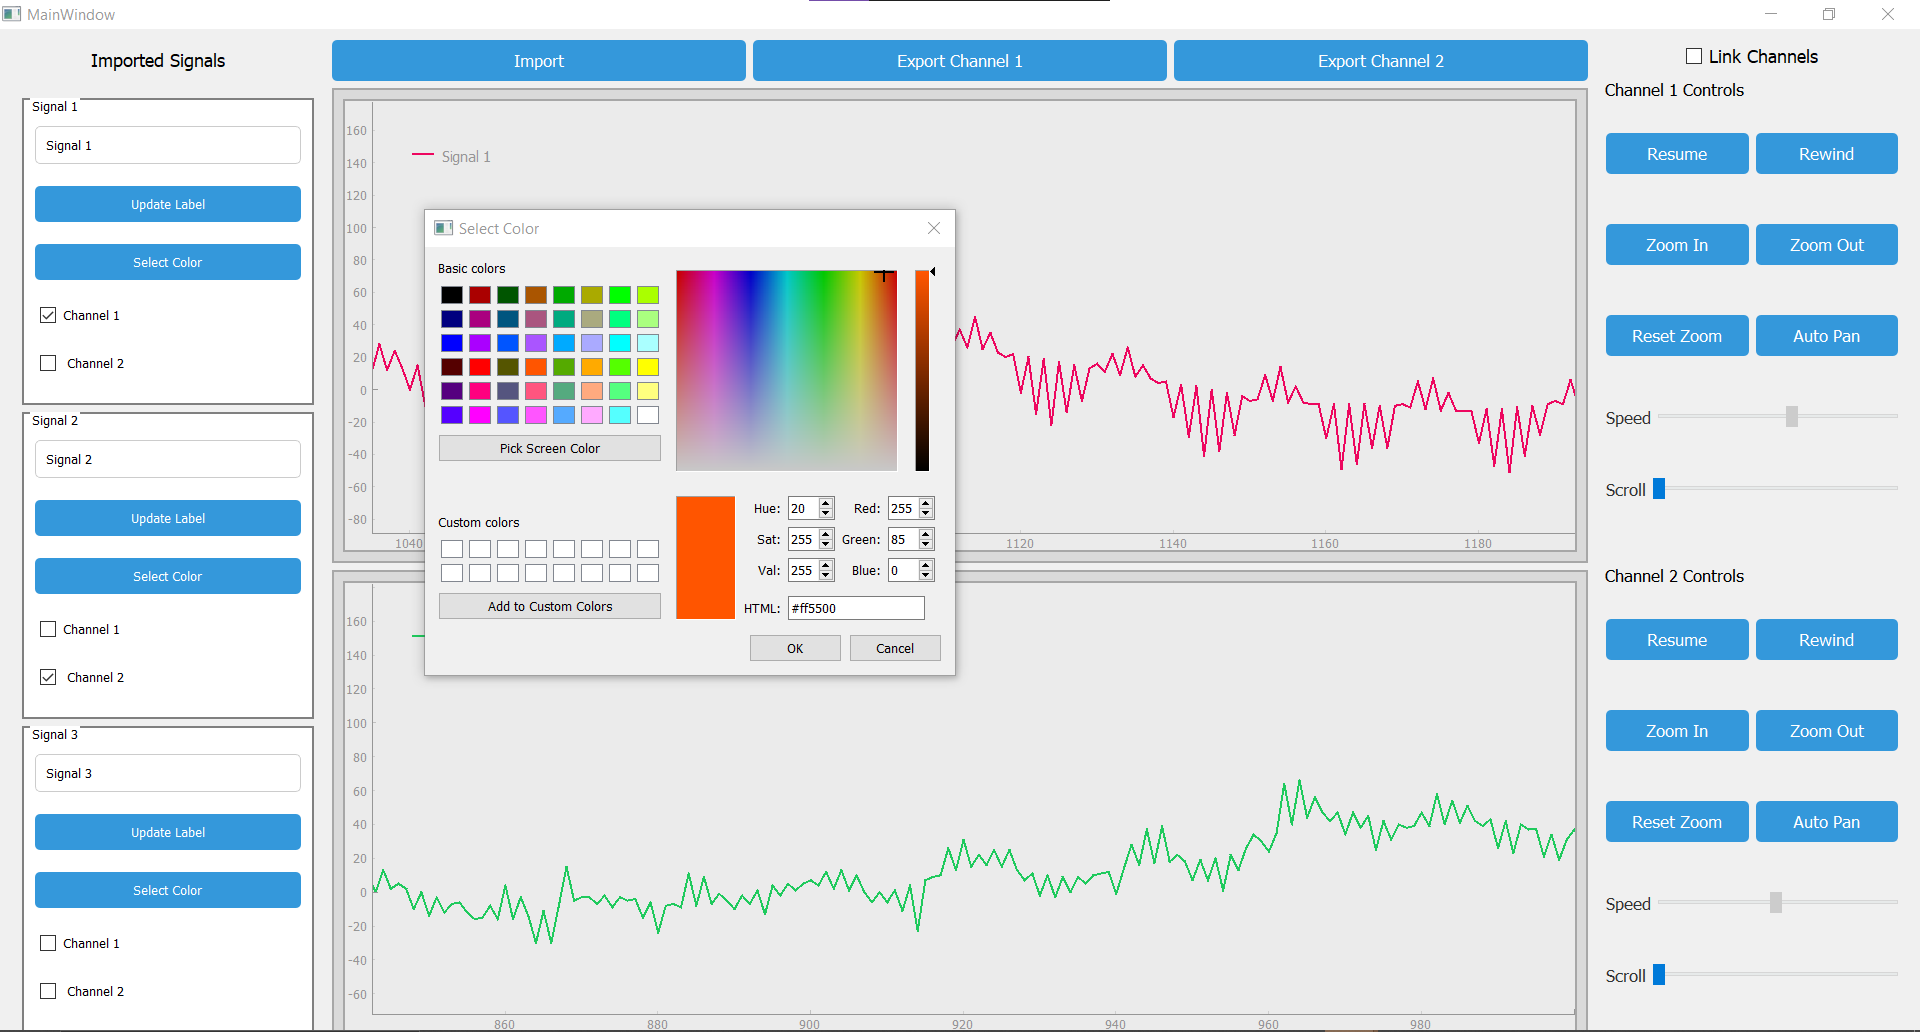 MainWindow
Imported Signals
Import
Export Channel 1
Export Channel 2
Link Channels
Signal 1
Signal 1
Update Label
Select Color
Channel 1
Channel 2
Signal 2
Signal 2
Update Label
Select Color
Channel 1
Channel 2
Signal 3
Signal 3
Update Label
Select Color
Channel 1
Channel 2
160
140
120
100
80
60
40
20
0
-20
-40
-60
-80
Signal 1
1040
1120
1140
1160
1180
Select Color
Basic colors
Pick Screen Color
Custom colors
Add to Custom Colors
Hue: 20
Red: 255
Sat: 255
Green: 85
Val: 255
Blue: 0
HTML: #ff5500
OK
Cancel
160
140
120
100
80
60
40
20
0
-20
-40
-60
860
880
900
920
940
960
980
Channel 1 Controls
Resume
Rewind
Zoom In
Zoom Out
Reset Zoom
Auto Pan
Speed
Scroll
Channel 2 Controls
Resume
Rewind
Zoom In
Zoom Out
Reset Zoom
Auto Pan
Speed
Scroll